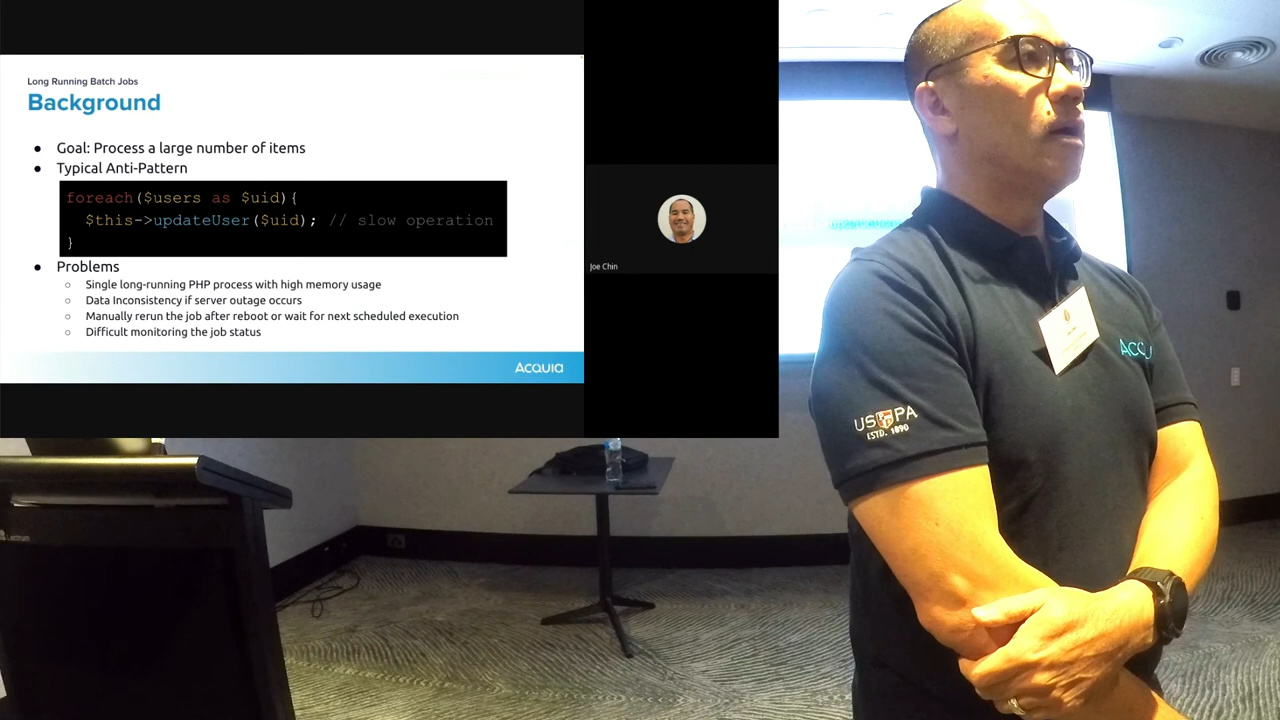 Long Running Batch Jobs
Background
● Goal: Process a large number of items
● Typical Anti-Pattern
foreach($users as $uid){
$this->updateUser($uid); // slow operation
}
● Problems
○ Single long-running PHP process with high memory usage
○ Data Inconsistency if server outage occurs
○ Manually rerun the job after reboot or wait for next scheduled execution
○ Difficult monitoring the job status
Acquia
Joe Chin
US PA
ESTD. 1890
Lectrum